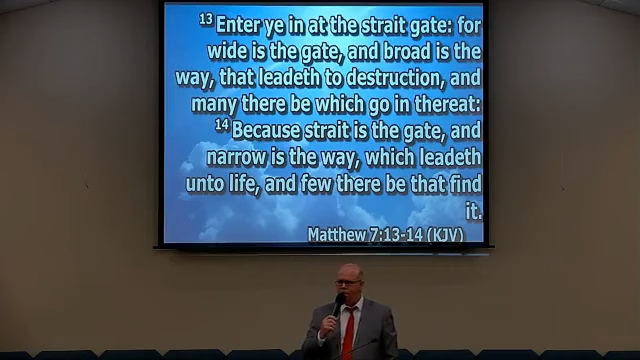 13 Enter ye in at the strait gate: for
wide is the gate, and broad is the
way, that leadeth to destruction, and
many there be which go in thereat:
14 Because strait is the gate, and
narrow is the way, which leadeth
unto life, and few there be that find
it.
Matthew 7:13-14 (KJV)